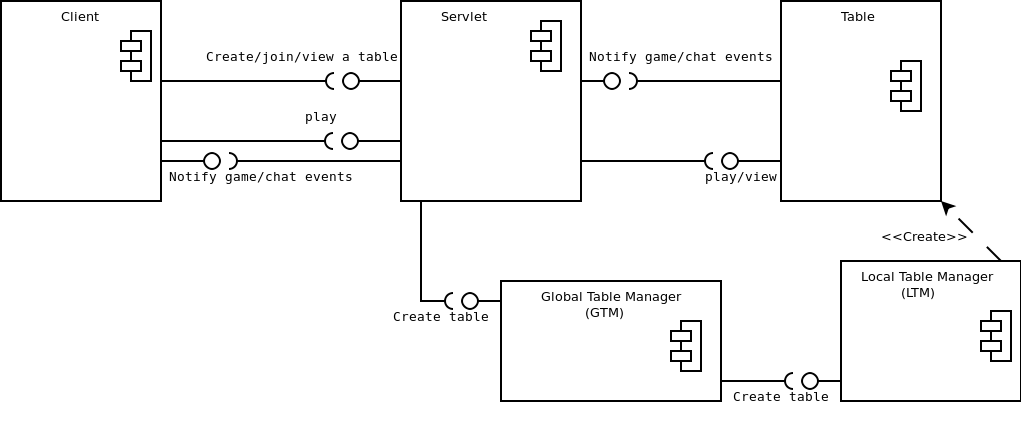 Client
Servlet
Table
Create/join/view a table
Notify game/chat events
play
Notify game/chat events
play/view
<<Create>>
Local Table Manager
(LTM)
Global Table Manager
(GTM)
Create table
Create table